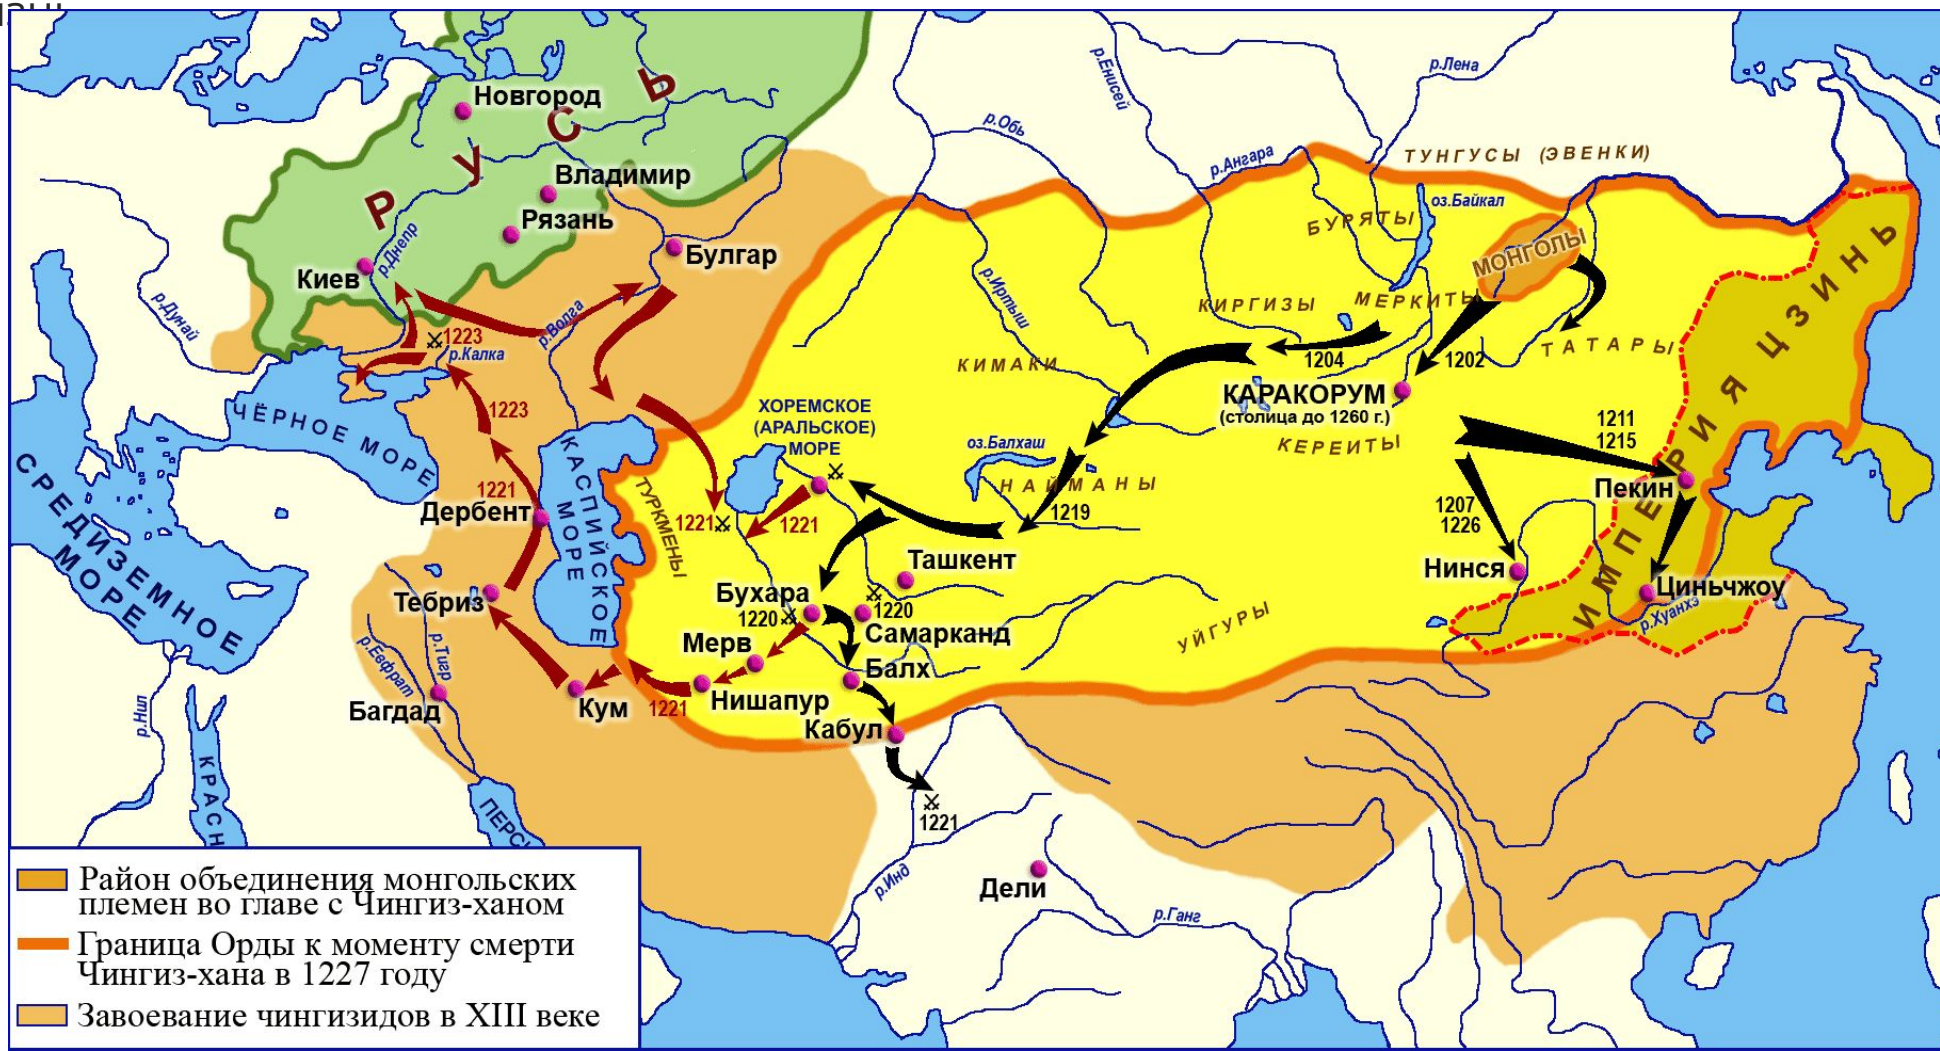 Новгород
Р У С Ь
Владимир
Рязань
р.Днепр
Киев
Булгар
р.Дунай
р.Волга
1223
р.Калка
1223
ЧЁРНОЕ МОРЕ
СРЕДИЗЕМНОЕ
МОРЕ
КАСПИЙСКОЕ
МОРЕ
1221
Дербент
Тебриз
р.Тигр
р.Евфрат
Багдад
Кум
р.Нил
КРАСН
ПЕРСИ
р.Енисей
р.Лена
р.Обь
р.Ангара
ТУНГУСЫ (ЭВЕНКИ)
оз.Байкал
БУРЯТЫ
МОНГОЛЫ
р.Иртыш
КИРГИЗЫ
МЕРКИТЫ
1204
1202
ТАТАРЫ
КИМАКИ
КАРАКОРУМ
(столица до 1260 г.)
КЕРЕИТЫ
ХОРЕМСКОЕ
(АРАЛЬСКОЕ)
МОРЕ
оз.Балхаш
НАЙМАНЫ
1219
ТУРКМЕНЫ
1221
1221
Ташкент
Бухара
1220
1220
Самарканд
Мерв
Балх
Нишапур
1221
Кабул
1221
УЙГУРЫ
1211
1215
Пекин
1207
1226
Нинся
Циньчжоу
р.Хуанхэ
ИМПЕРИЯ ЦЗИНЬ
р.Инд
Дели
р.Ганг
Район объединения монгольских
племен во главе с Чингиз-ханом
Граница Орды к моменту смерти
Чингиз-хана в 1227 году
Завоевание чингизидов в XIII веке